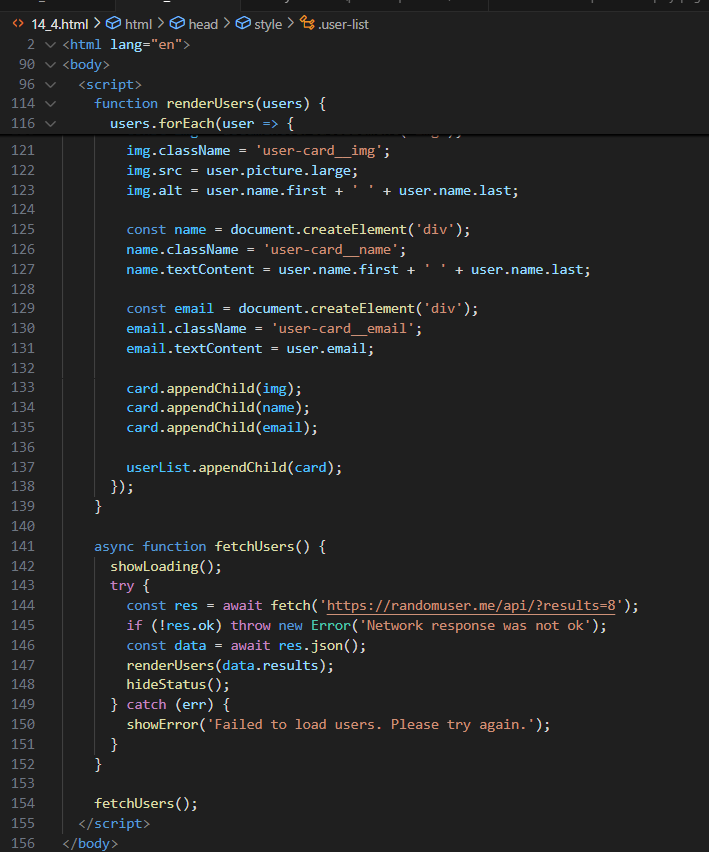 14_4.html > html > head > style > .user-list
2 <html lang="en">
90 <body>
96 <script>
114 function renderUsers(users) {
116 users.forEach(user => {
121 img.className = 'user-card__img';
122 img.src = user.picture.large;
123 img.alt = user.name.first + ' ' + user.name.last;
124
125 const name = document.createElement('div');
126 name.className = 'user-card__name';
127 name.textContent = user.name.first + ' ' + user.name.last;
128
129 const email = document.createElement('div');
130 email.className = 'user-card__email';
131 email.textContent = user.email;
132
133 card.appendChild(img);
134 card.appendChild(name);
135 card.appendChild(email);
136
137 userList.appendChild(card);
138 });
139 }
140
141 async function fetchUsers() {
142 showLoading();
143 try {
144 const res = await fetch('https://randomuser.me/api/?results=8');
145 if (!res.ok) throw new Error('Network response was not ok');
146 const data = await res.json();
147 renderUsers(data.results);
148 hideStatus();
149 } catch (err) {
150 showError('Failed to load users. Please try again.');
151 }
152 }
153
154 fetchUsers();
155 </script>
156 </body>